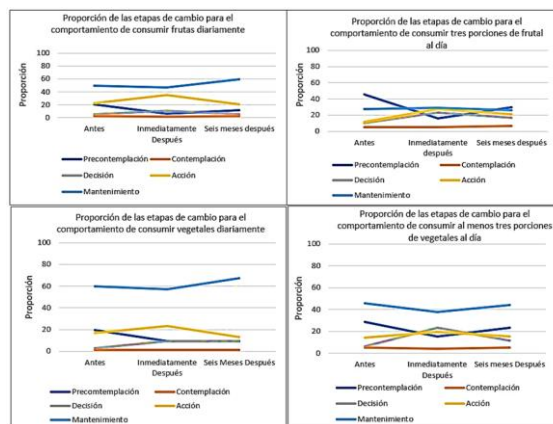 Proporción de las etapas de cambio para el
comportamiento de consumir frutas diariamente
Proporción
100
80
60
40
20
0
Antes
Inmediatamente
Después
Seis meses después
Precontemplación
Contemplación
Decisión
Acción
Mantenimiento
Proporción de las etapas de cambio para el
comportamiento de consumir tres porciones de frutal
al día
Proporción
100
80
60
40
20
0
Antes
Inmediatamente
después
Seis meses después
Precontemplación
Contemplación
Decisión
Acción
Mantenimiento
Proporción de las etapas de cambio para el
comportamiento de consumir vegetales diariamente
Proporción
100
80
60
40
20
0
Antes
Inmediatamente
Después
Seis Meses Después
Precontemplación
Contemplación
Decisión
Acción
Mantenimiento
Proporción de las etapas de cambio para el
comportamiento de consumir al menos tres porciones
de vegetales al día
Proporción
100
80
60
40
20
0
Antes
Inmediatamente
después
Seis meses después
Precontemplación
Contemplación
Decisión
Acción
Mantenimiento